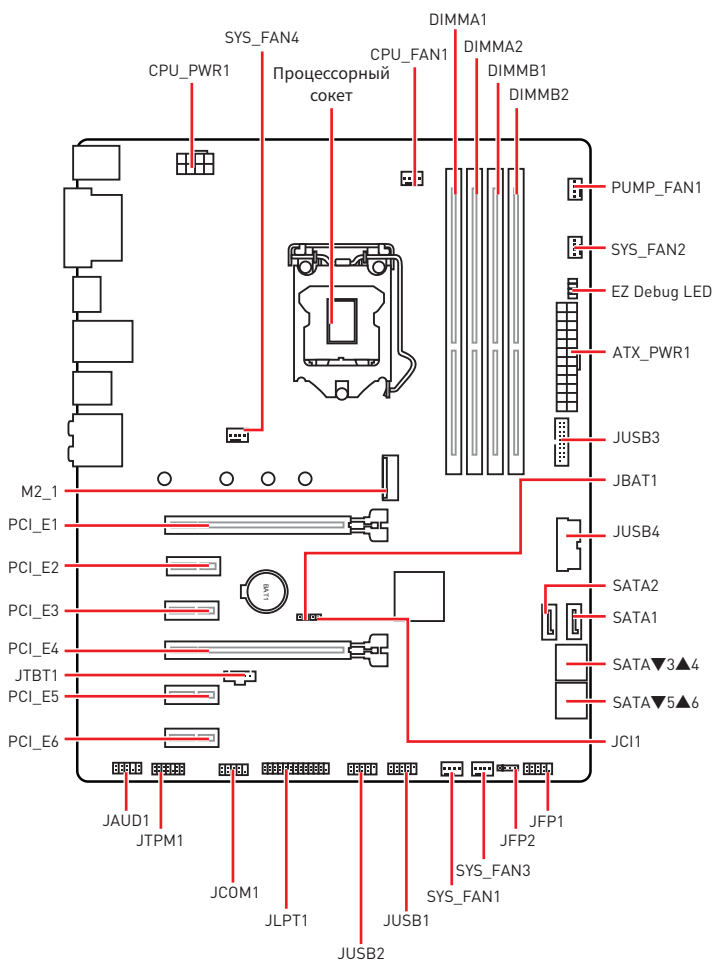 DIMMA1
SYS_FAN4
DIMMA2
CPU_FAN1
CPU_PWR1
Процессорный
сокет
DIMMB1
DIMMB2
PUMP_FAN1
SYS_FAN2
EZ Debug LED
ATX_PWR1
JUSB3
JBAT1
M2_1
PCI_E1
JUSB4
PCI_E2
SATA2
BAT1
PCI_E3
SATA1
PCI_E4
SATA▼3▲4
JTBT1
PCI_E5
SATA▼5▲6
PCI_E6
JCI1
JAUD1
JFP1
JTPM1
JFP2
SYS_FAN3
JCOM1
SYS_FAN1
JLPT1
JUSB1
JUSB2